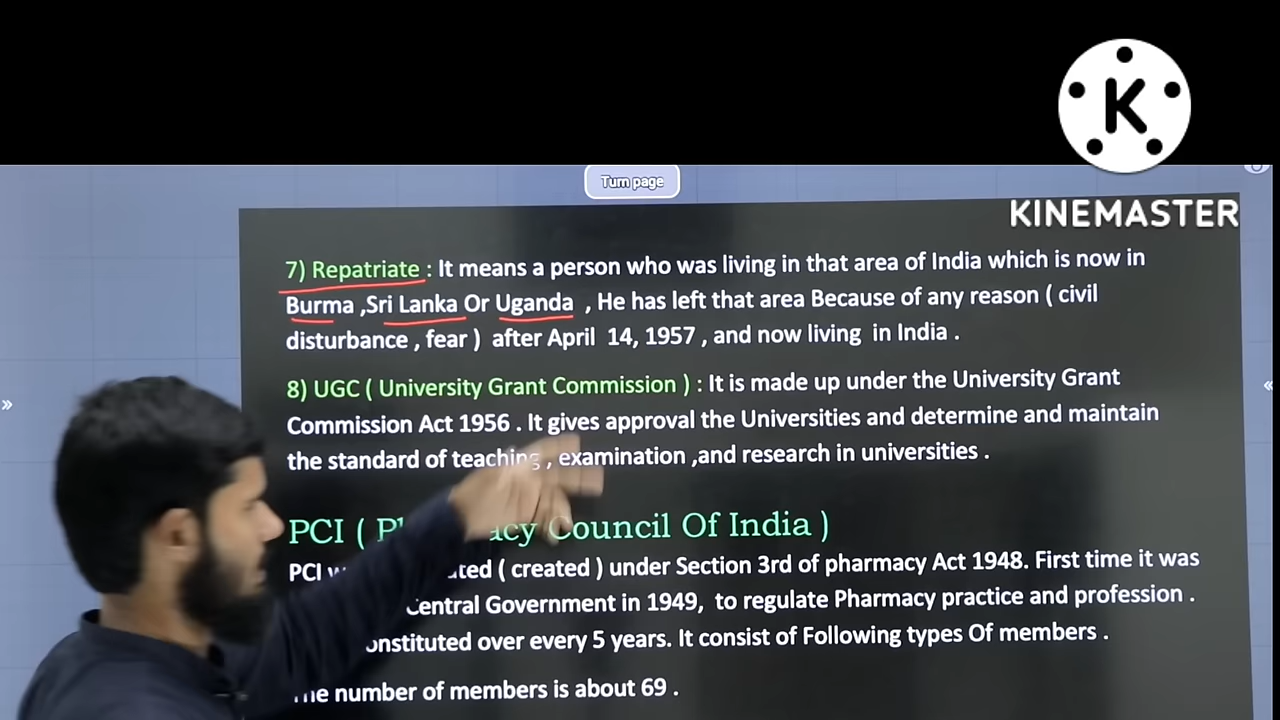 K
KINEMASTER
Turn page
7) Repatriate : It means a person who was living in that area of India which is now in
Burma ,Sri Lanka Or Uganda , He has left that area Because of any reason ( civil
disturbance , fear ) after April 14, 1957 , and now living in India .
8) UGC ( University Grant Commission ) : It is made up under the University Grant
Commission Act 1956 . It gives approval the Universities and determine and maintain
the standard of teaching , examination ,and research in universities .
PCI ( Council Of India )
PCI ( created ) under Section 3rd of pharmacy Act 1948. First time it was
Central Government in 1949, to regulate Pharmacy practice and profession .
over every 5 years. It consist of Following types Of members .
number of members is about 69 .